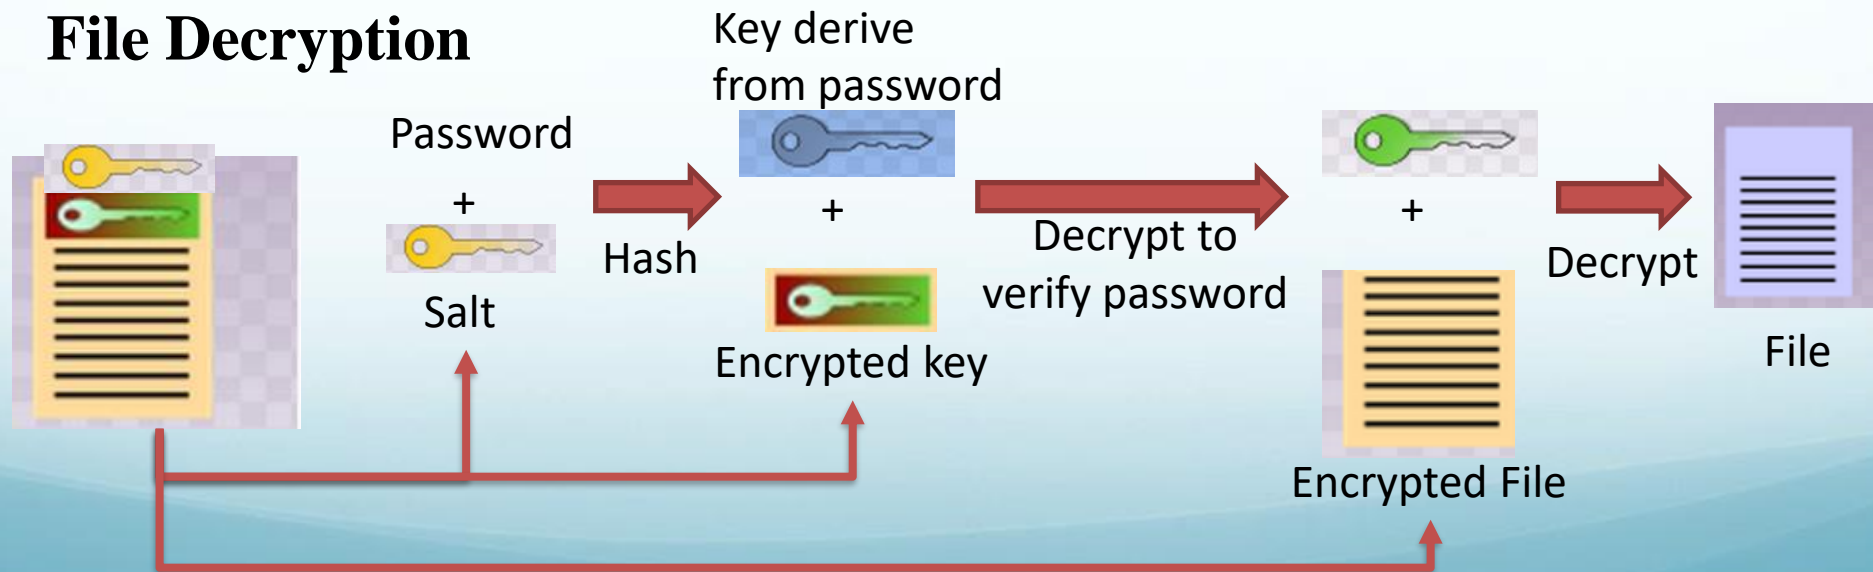 File Decryption
Password
+
Salt
Hash
Key derive
from password
+
Encrypted key
Decrypt to
verify password
+
Encrypted File
Decrypt
File